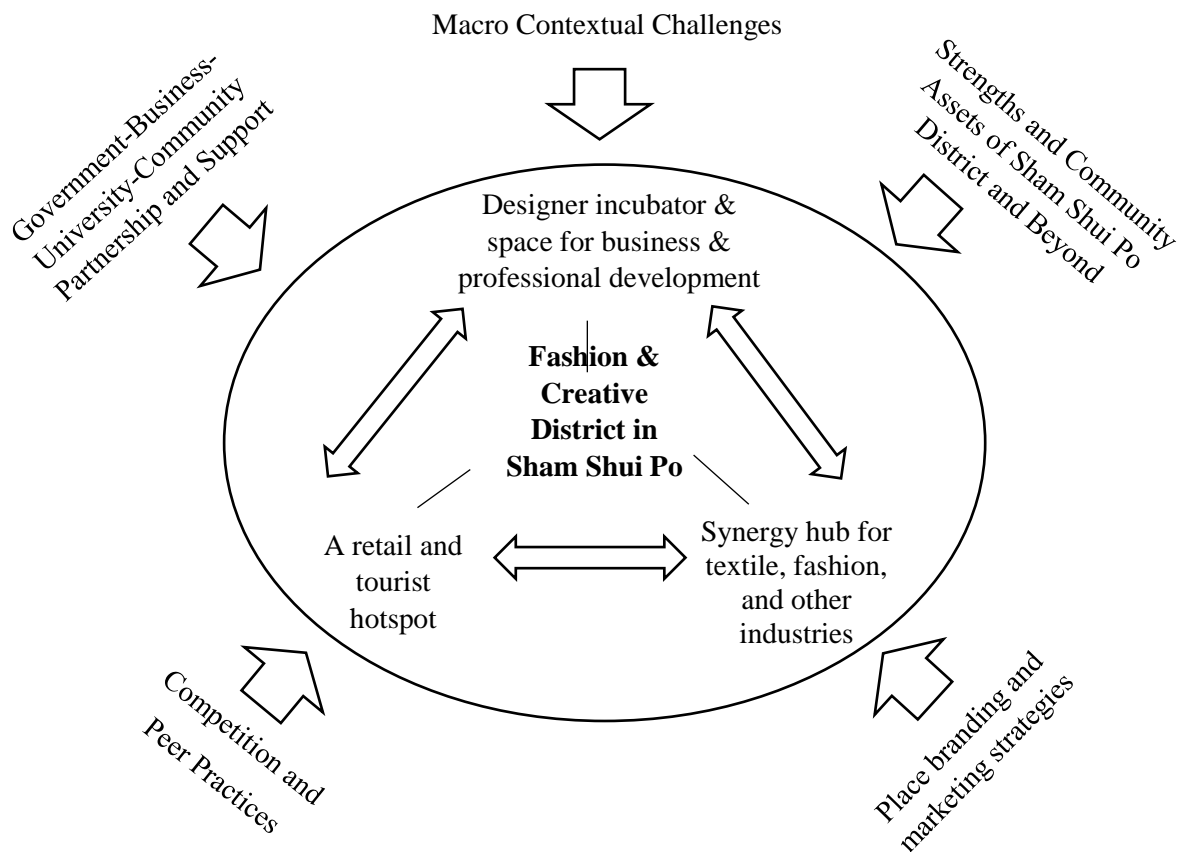 Macro Contextual Challenges
Government-Business-
University-Community
Partnership and Support
Strengths and Community
Assets of Sham Shui Po
District and Beyond
Designer incubator &
space for business &
professional development
Fashion &
Creative
District in
Sham Shui Po
A retail and
tourist
hotspot
Synergy hub for
textile, fashion,
and other
industries
Competition and
Peer Practices
Place branding and
marketing strategies